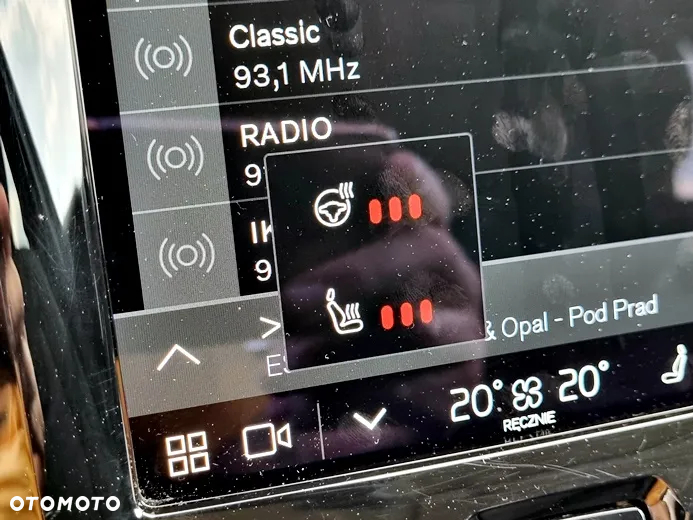 Classic
93,1 MHz
RADIO
9
IK
9
& Opal - Pod Prad
20° 20°
RĘCZNIE
OTOMOTO